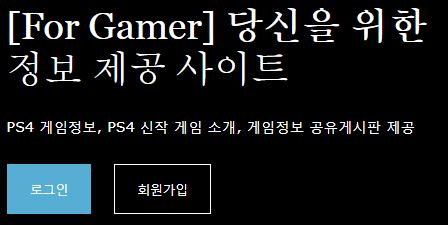 [For Gamer] 당신을 위한
정보 제공 사이트
PS4 게임정보, PS4 신작 게임 소개, 게임정보 공유게시판 제공
로그인 회원가입